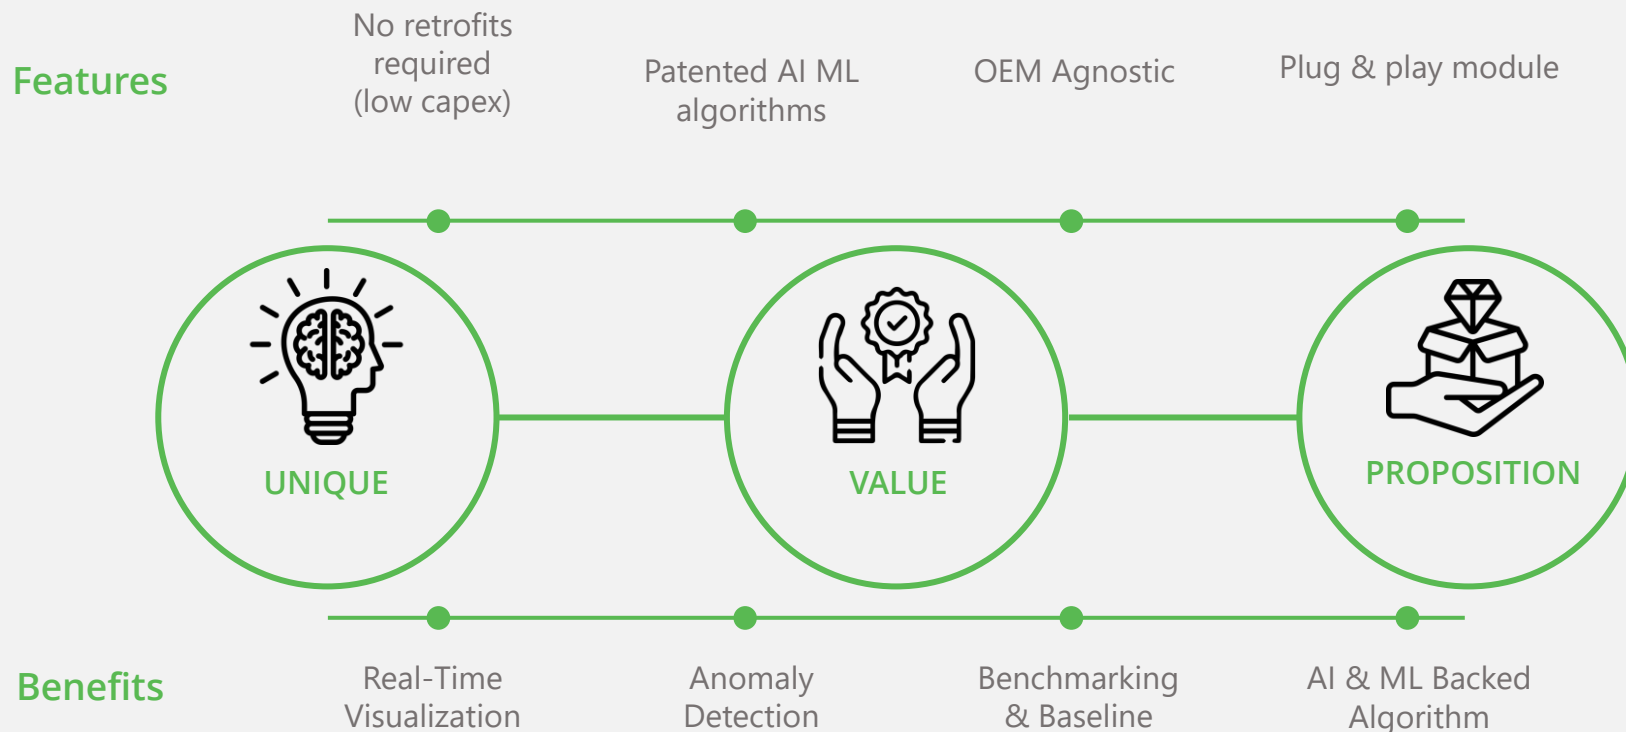 Features
No retrofits
required
(low capex)
Patented AI ML
algorithms
OEM Agnostic
Plug & play module
UNIQUE
VALUE
PROPOSITION
Benefits
Real-Time
Visualization
Anomaly
Detection
Benchmarking
& Baseline
AI & ML Backed
Algorithm